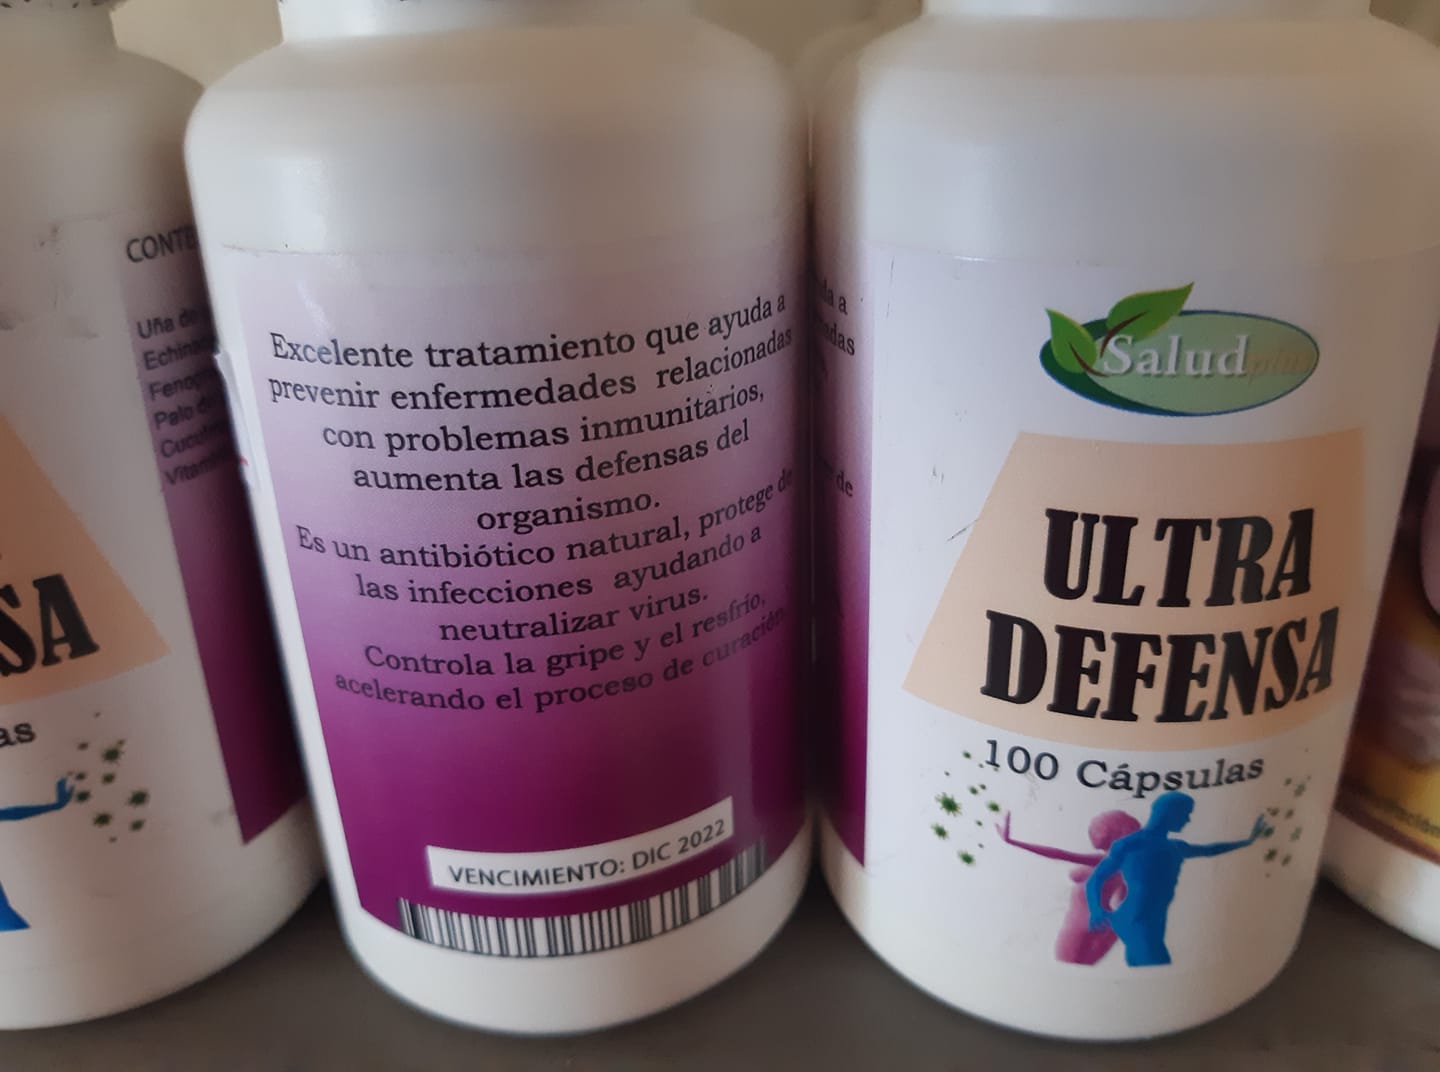 Excelente tratamiento que ayuda a
prevenir enfermedades relacionadas
con problemas inmunitarios,
aumenta las defensas del
organismo.
Es un antibiótico natural, protege de
las infecciones ayudando a
neutralizar virus.
Controla la gripe y el resfrío,
acelerando el proceso de curación
VENCIMIENTO: DIC 2022
Salud plus
ULTRA
DEFENSA
100 Cápsulas